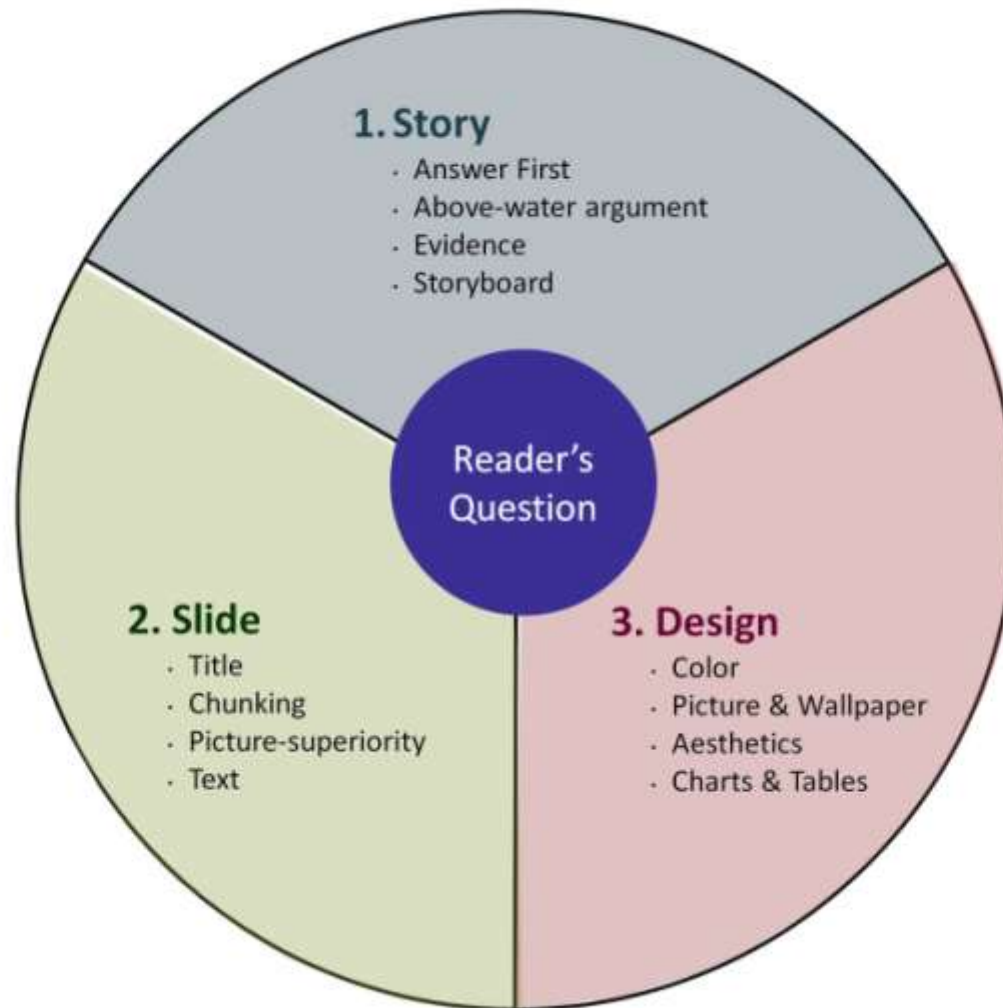 1. Story
· Answer First
· Above-water argument
· Evidence
· Storyboard
Reader's
Question
2. Slide
· Title
· Chunking
· Picture-superiority
· Text
3. Design
· Color
· Picture & Wallpaper
· Aesthetics
· Charts & Tables